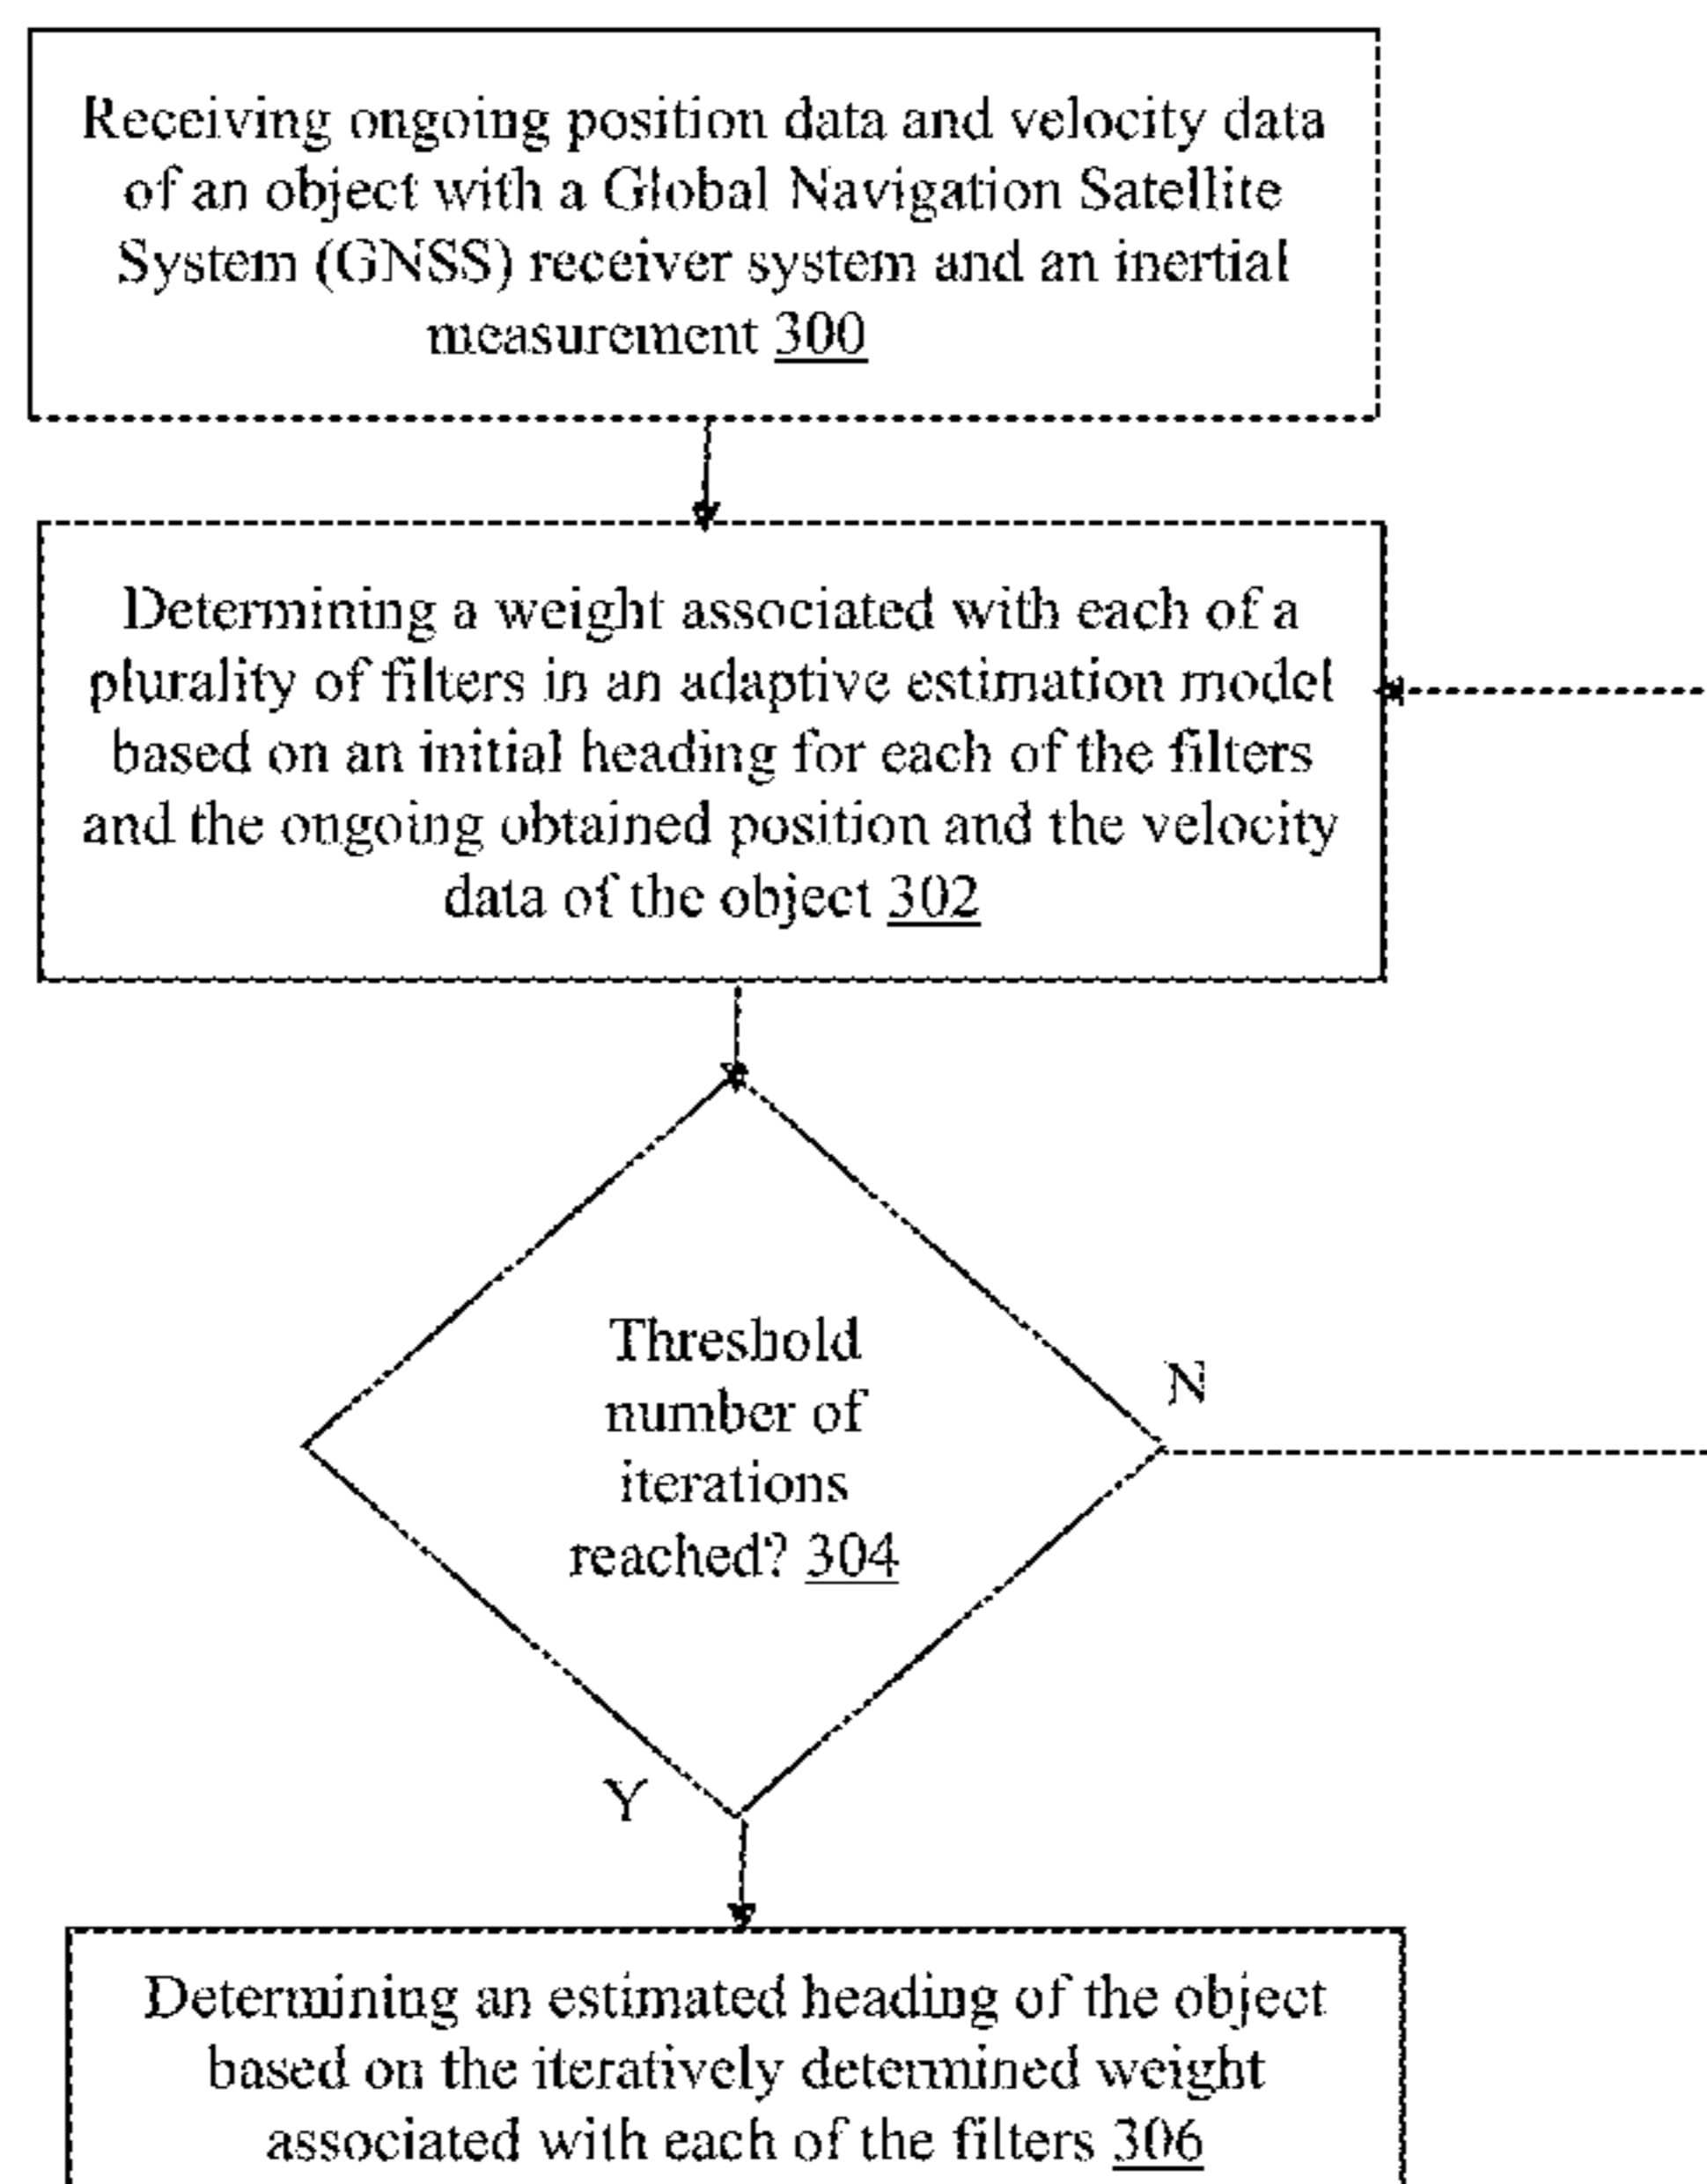 Receiving ongoing position data and velocity data
of an object with a Global Navigation Satellite
System (GNSS) receiver system and an inertial
measurement 300
Determining a weight associated with each of a
plurality of filters in an adaptive estimation model
based on an initial heading for each of the filters
and the ongoing obtained position and the velocity
data of the object 302
Threshold
number of
iterations
reached? 304
N
Y
Determining an estimated heading of the object
based on the iteratively determined weight
associated with each of the filters 306